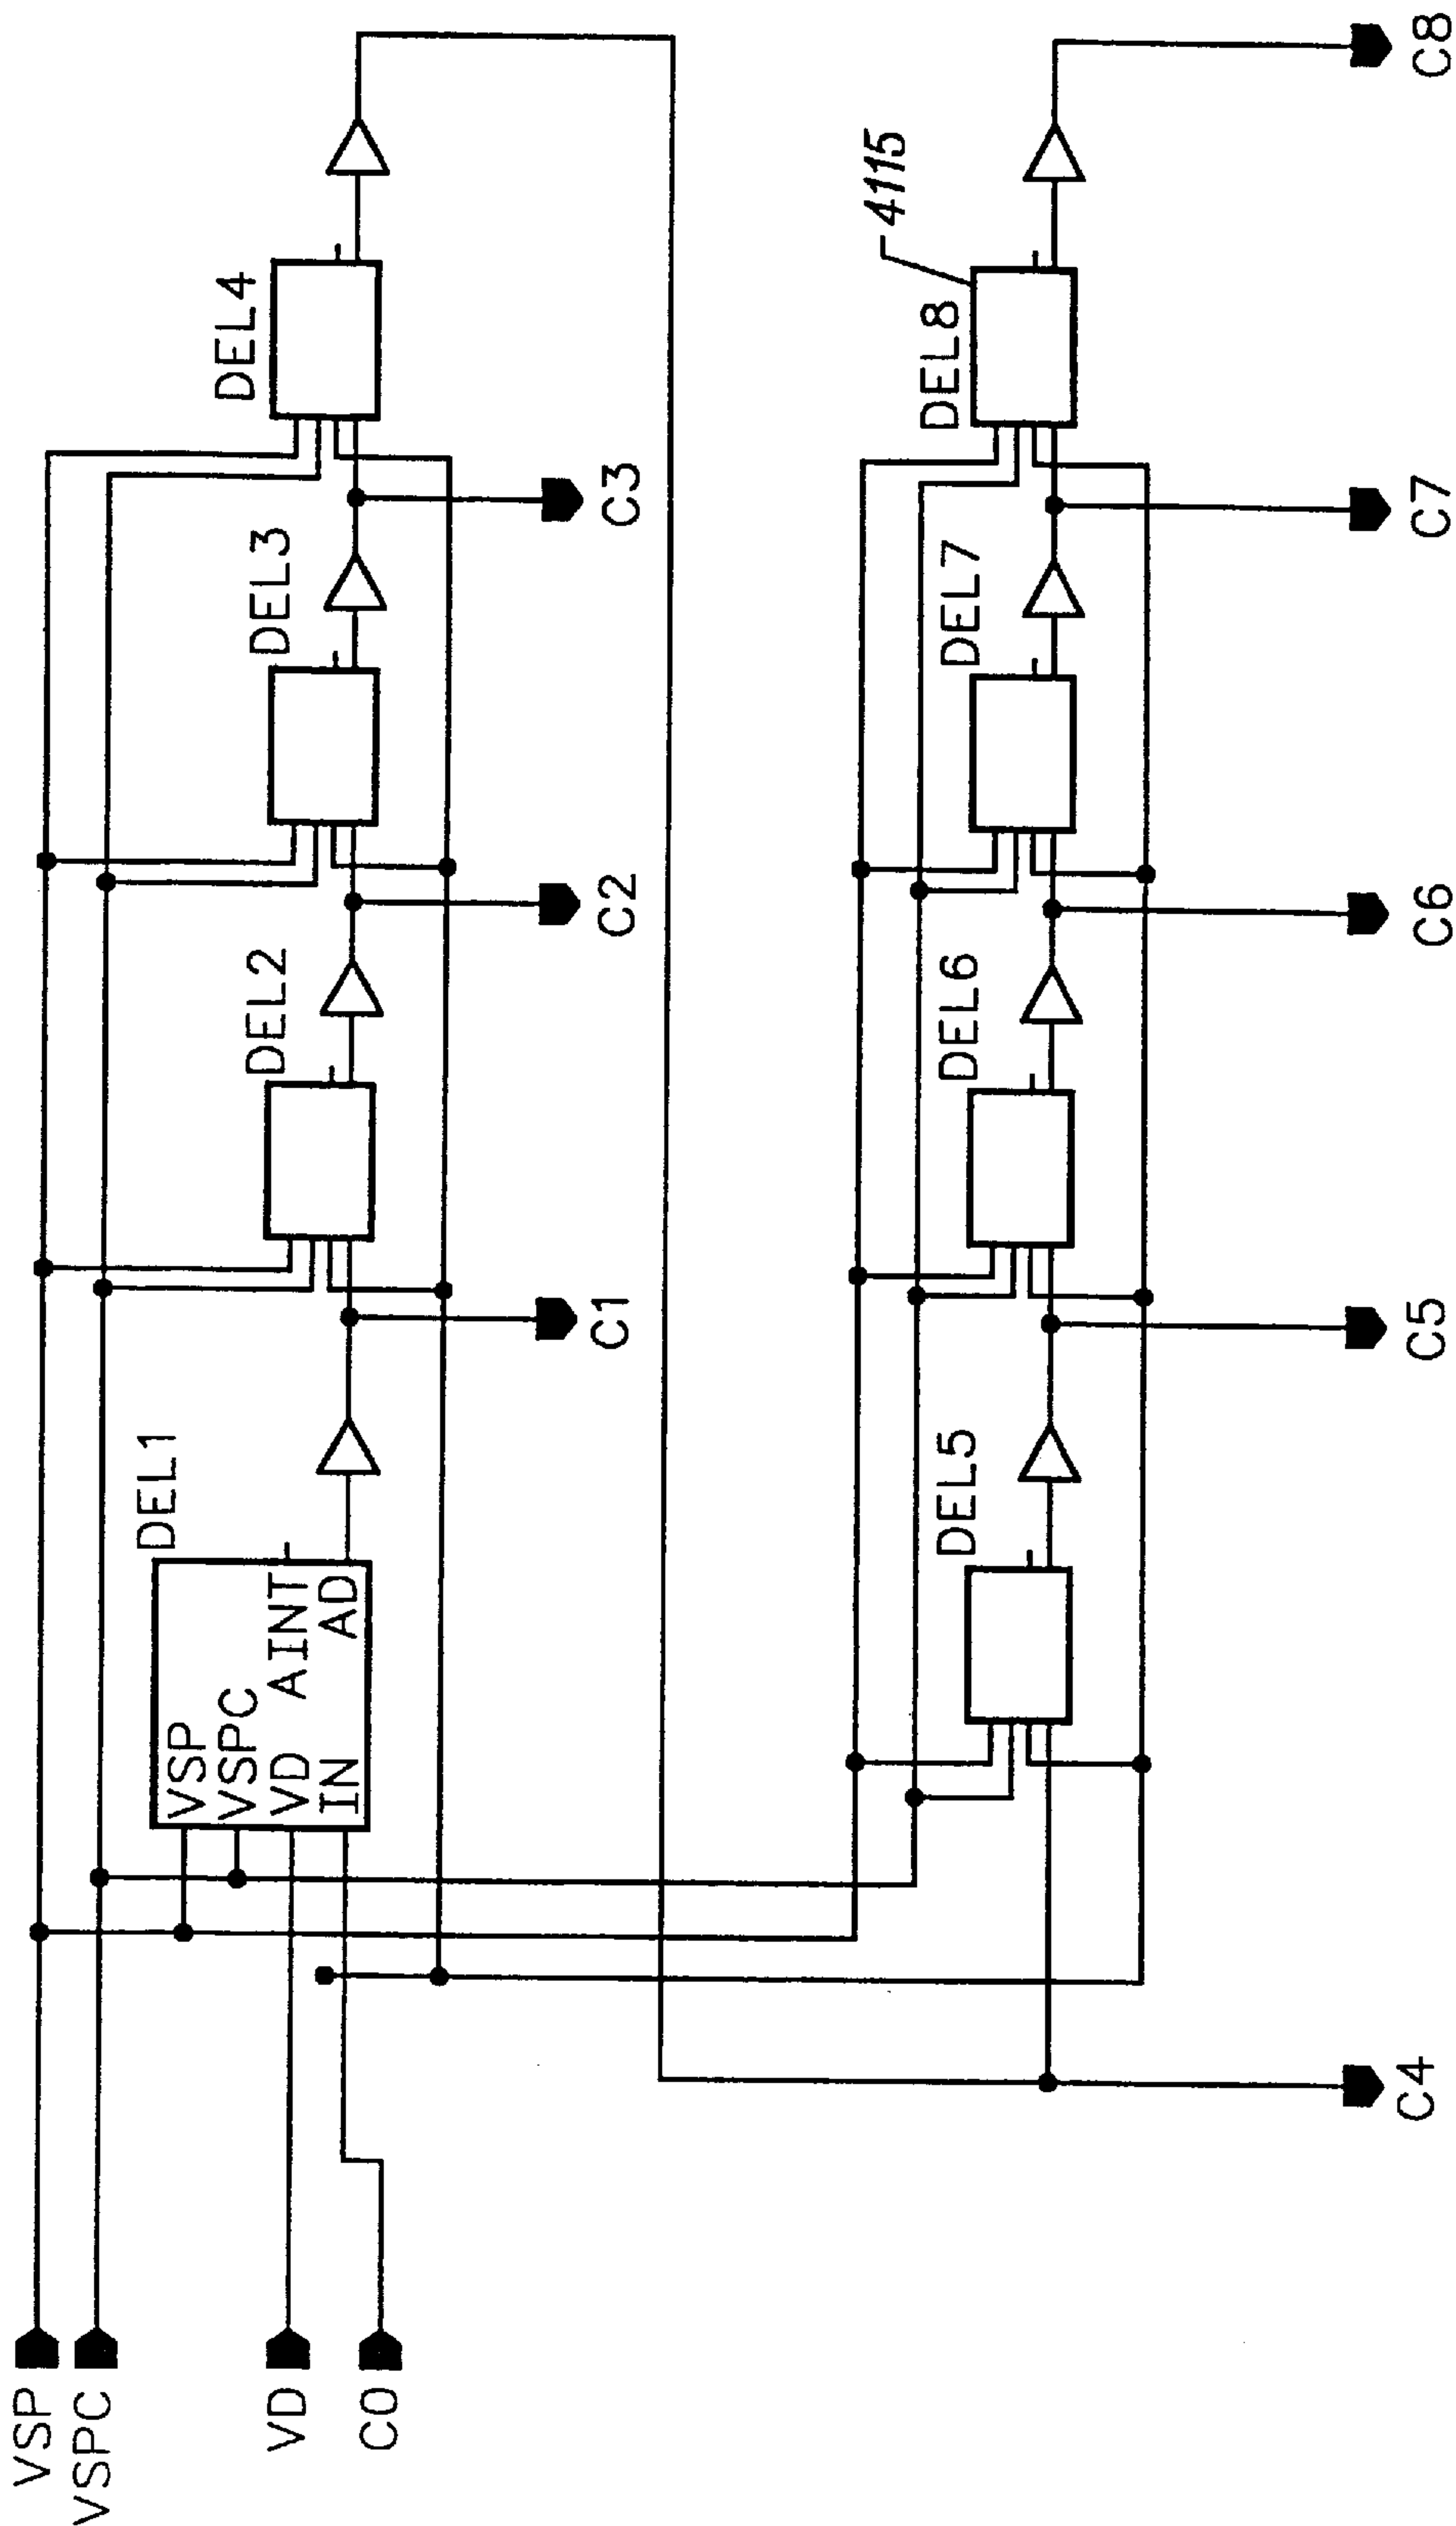 VSP
VSPC
VD
C0
DEL1
VSP
VSPC
VD AINT
IN AD
DEL2
DEL3
DEL4
C1
C2
C3
DEL5
DEL6
DEL7
DEL8
4115
C4
C5
C6
C7
C8